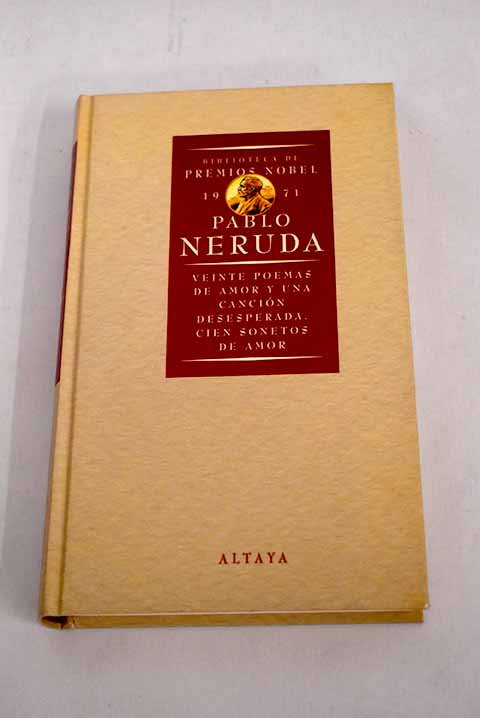 BIBLIOTECA DE
PREMIOS NOBEL
19 71
PABLO
NERUDA
VEINTE POEMAS
DE AMOR Y UNA
CANCIÓN
DESESPERADA.
CIEN SONETOS
DE AMOR
ALTAYA